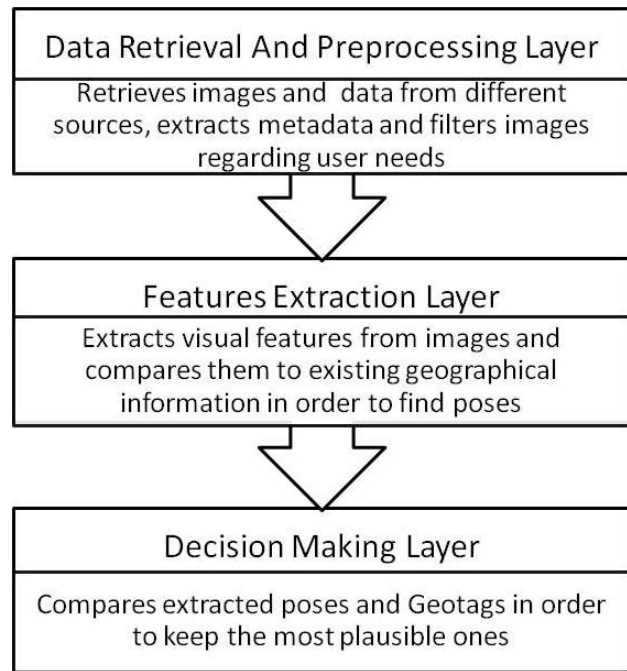 Data Retrieval And Preprocessing Layer
Retrieves images and data from different
sources, extracts metadata and filters images
regarding user needs
Features Extraction Layer
Extracts visual features from images and
compares them to existing geographical
information in order to find poses
Decision Making Layer
Compares extracted poses and Geotags in order
to keep the most plausible ones